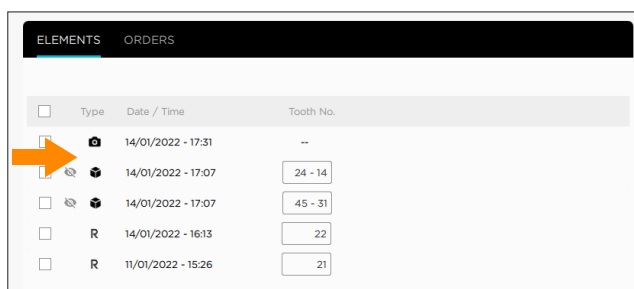 ELEMENTS ORDERS
Type Date / Time Tooth No.
14/01/2022 - 17:31 --
14/01/2022 - 17:07 24 - 14
14/01/2022 - 17:07 45 - 31
R 14/01/2022 - 16:13 22
R 11/01/2022 - 15:26 21